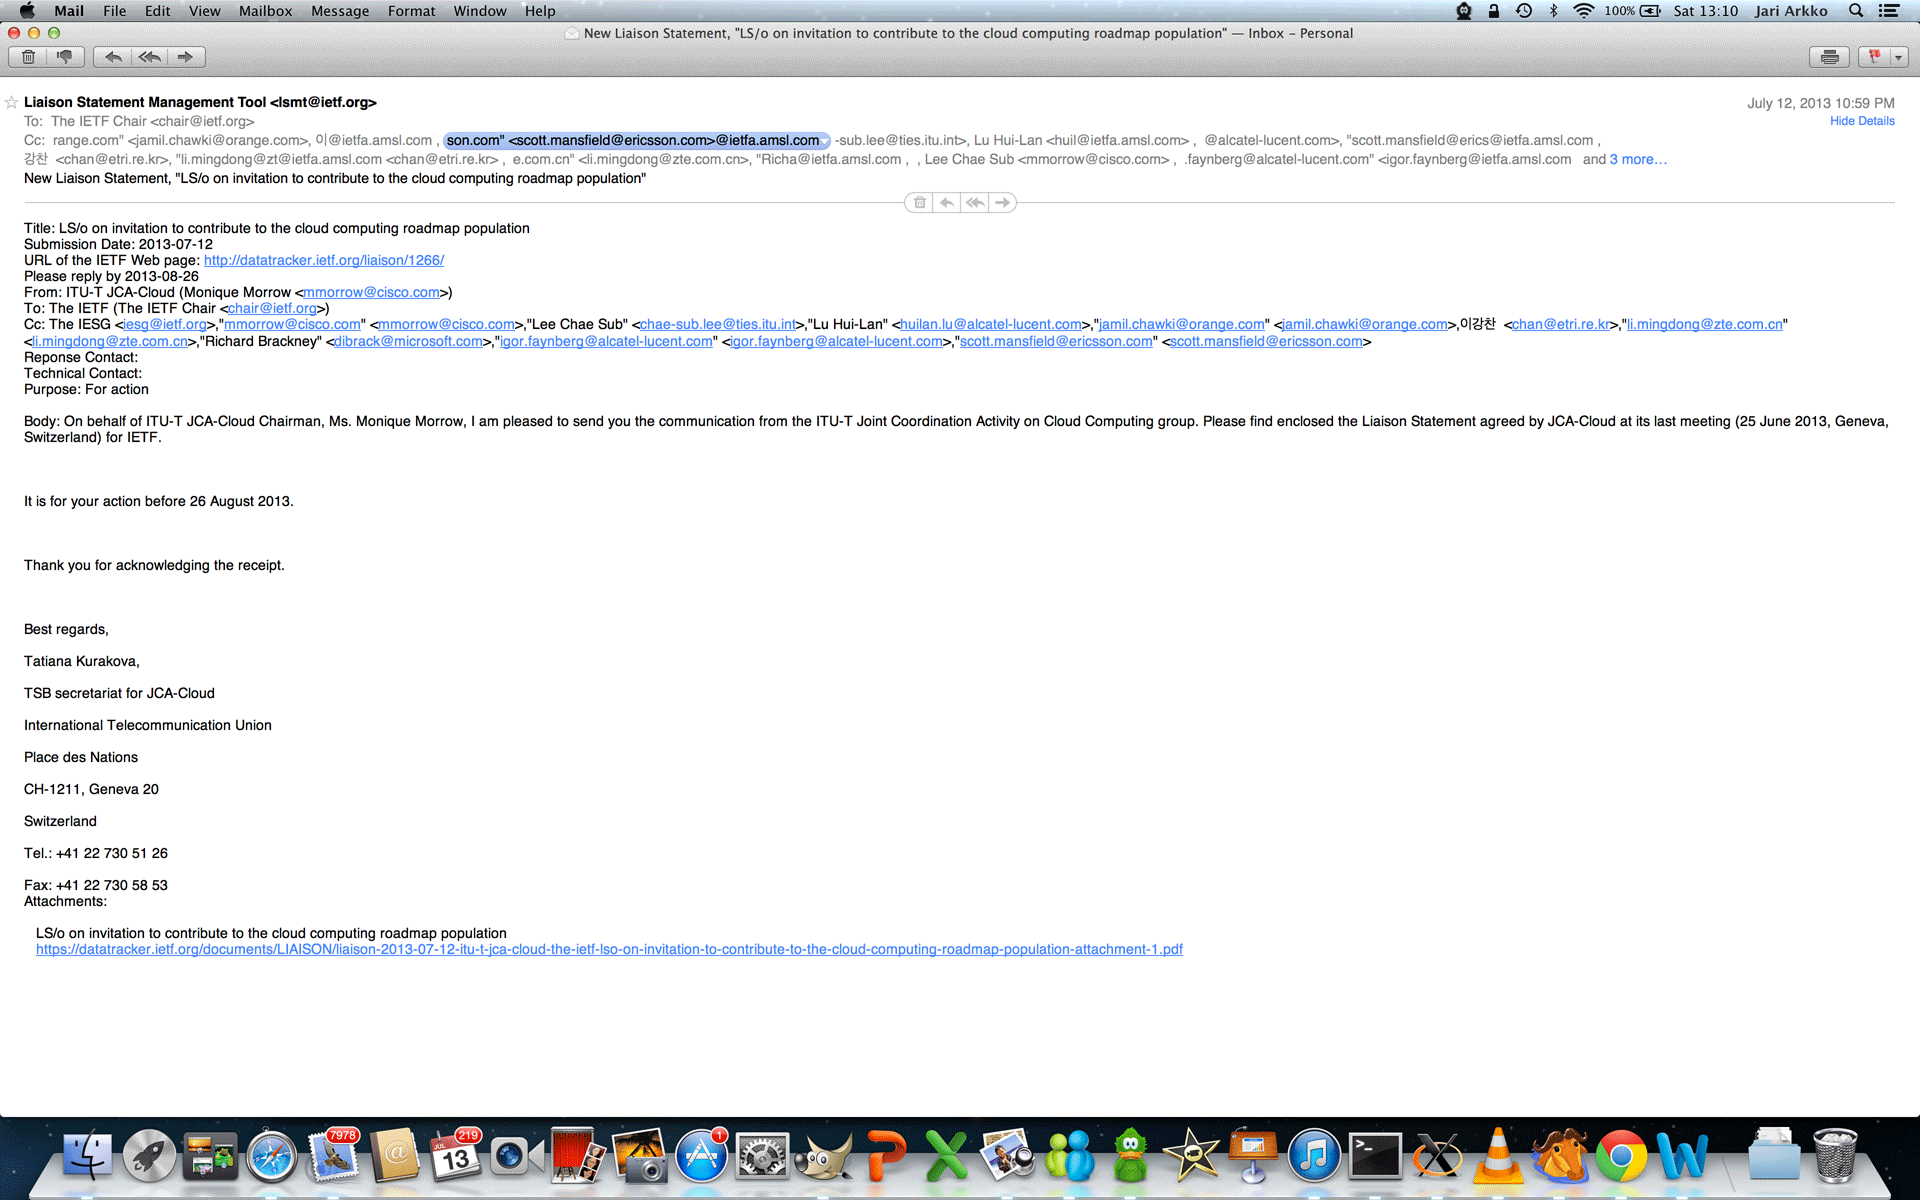 Mail File Edit View Mailbox Message Format Window Help 100% Sat 13:10 Jari Arkko
New Liaison Statement, "LS/o on invitation to contribute to the cloud computing roadmap population" — Inbox – Personal
Liaison Statement Management Tool <lsmt@ietf.org> July 12, 2013 10:59 PM
To: The IETF Chair <chair@ietf.org> Hide Details
Cc: range.com" <jamil.chawki@orange.com>, 이@ietfa.amsl.com , son.com" <scott.mansfield@ericsson.com>@ietfa.amsl.com -sub.lee@ties.itu.int>, Lu Hui-Lan <huil@ietfa.amsl.com> , @alcatel-lucent.com>, "scott.mansfield@erics@ietfa.amsl.com ,
강찬 <chan@etri.re.kr>, "li.mingdong@zt@ietfa.amsl.com <chan@etri.re.kr> , e.com.cn" <li.mingdong@zte.com.cn>, "Richa@ietfa.amsl.com , , Lee Chae Sub <mmorrow@cisco.com> , .faynberg@alcatel-lucent.com" <igor.faynberg@ietfa.amsl.com and 3 more…
New Liaison Statement, "LS/o on invitation to contribute to the cloud computing roadmap population"
Title: LS/o on invitation to contribute to the cloud computing roadmap population
Submission Date: 2013-07-12
URL of the IETF Web page: http://datatracker.ietf.org/liaison/1266/
Please reply by 2013-08-26
From: ITU-T JCA-Cloud (Monique Morrow <mmorrow@cisco.com>)
To: The IETF (The IETF Chair <chair@ietf.org>)
Cc: The IESG <iesg@ietf.org>,"mmorrow@cisco.com" <mmorrow@cisco.com>,"Lee Chae Sub" <chae-sub.lee@ties.itu.int>,"Lu Hui-Lan" <huilan.lu@alcatel-lucent.com>,"jamil.chawki@orange.com" <jamil.chawki@orange.com>,이강찬 <chan@etri.re.kr>,"li.mingdong@zte.com.cn"
<li.mingdong@zte.com.cn>,"Richard Brackney" <dibrack@microsoft.com>,"igor.faynberg@alcatel-lucent.com" <igor.faynberg@alcatel-lucent.com>,"scott.mansfield@ericsson.com" <scott.mansfield@ericsson.com>
Reponse Contact:
Technical Contact:
Purpose: For action
Body: On behalf of ITU-T JCA-Cloud Chairman, Ms. Monique Morrow, I am pleased to send you the communication from the ITU-T Joint Coordination Activity on Cloud Computing group. Please find enclosed the Liaison Statement agreed by JCA-Cloud at its last meeting (25 June 2013, Geneva,
Switzerland) for IETF.
It is for your action before 26 August 2013.
Thank you for acknowledging the receipt.
Best regards,
Tatiana Kurakova,
TSB secretariat for JCA-Cloud
International Telecommunication Union
Place des Nations
CH-1211, Geneva 20
Switzerland
Tel.: +41 22 730 51 26
Fax: +41 22 730 58 53
Attachments:
LS/o on invitation to contribute to the cloud computing roadmap population
https://datatracker.ietf.org/documents/LIAISON/liaison-2013-07-12-itu-t-jca-cloud-the-ietf-lso-on-invitation-to-contribute-to-the-cloud-computing-roadmap-population-attachment-1.pdf
7978 219 1
JUL
13